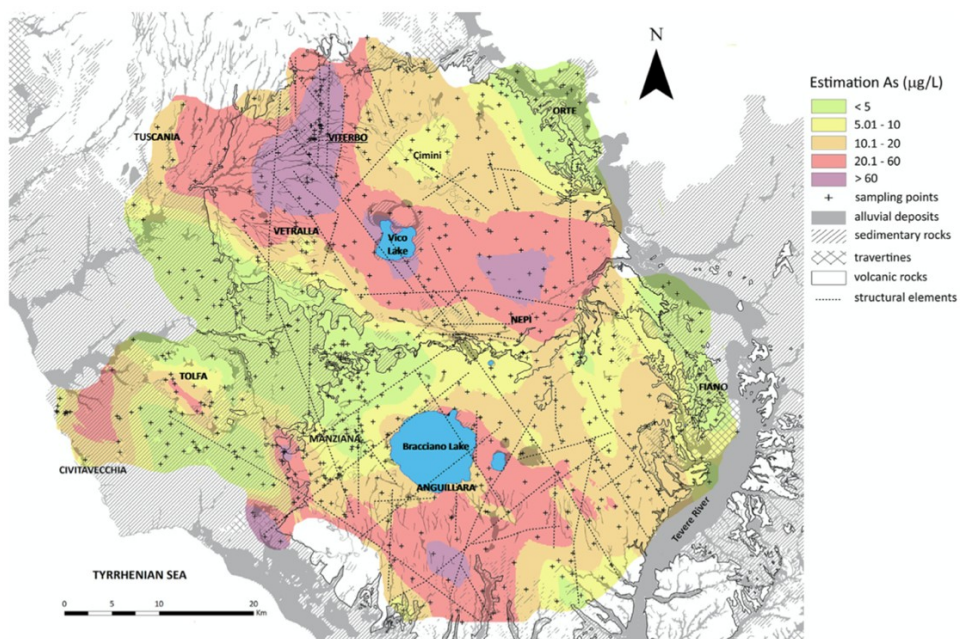 N
Estimation As (µg/L)
< 5
5.01 - 10
10.1 - 20
20.1 - 60
> 60
sampling points
alluvial deposits
sedimentary rocks
travertines
volcanic rocks
structural elements
ORTE
TUSCANIA
VITERBO
Cimini
VETRALLA
Vico
Lake
NEPI
TOLFA
FIANO
MANZIANA
Bracciano Lake
CIVITAVECCHIA
ANGUILLARA
Tevere River
TYRRHENIAN SEA
0 5 10 20
Km